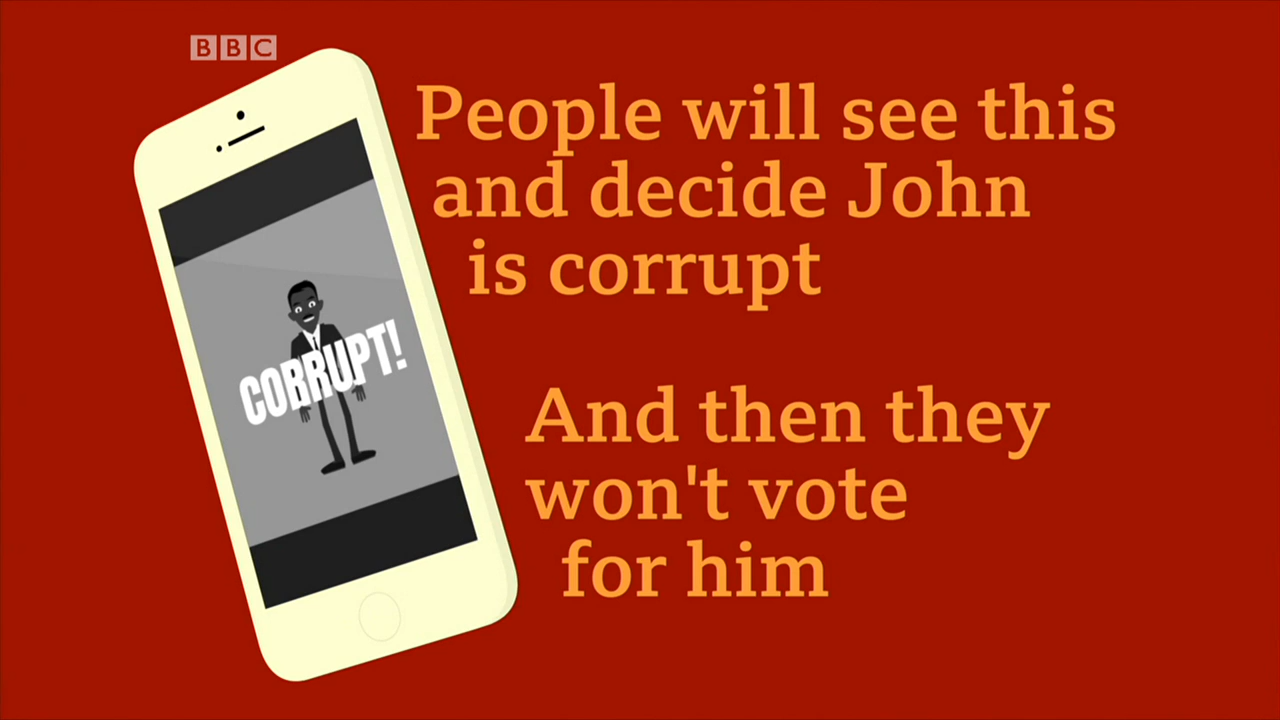 BBC
People will see this
and decide John
is corrupt
CORRUPT!
And then they
won't vote
for him